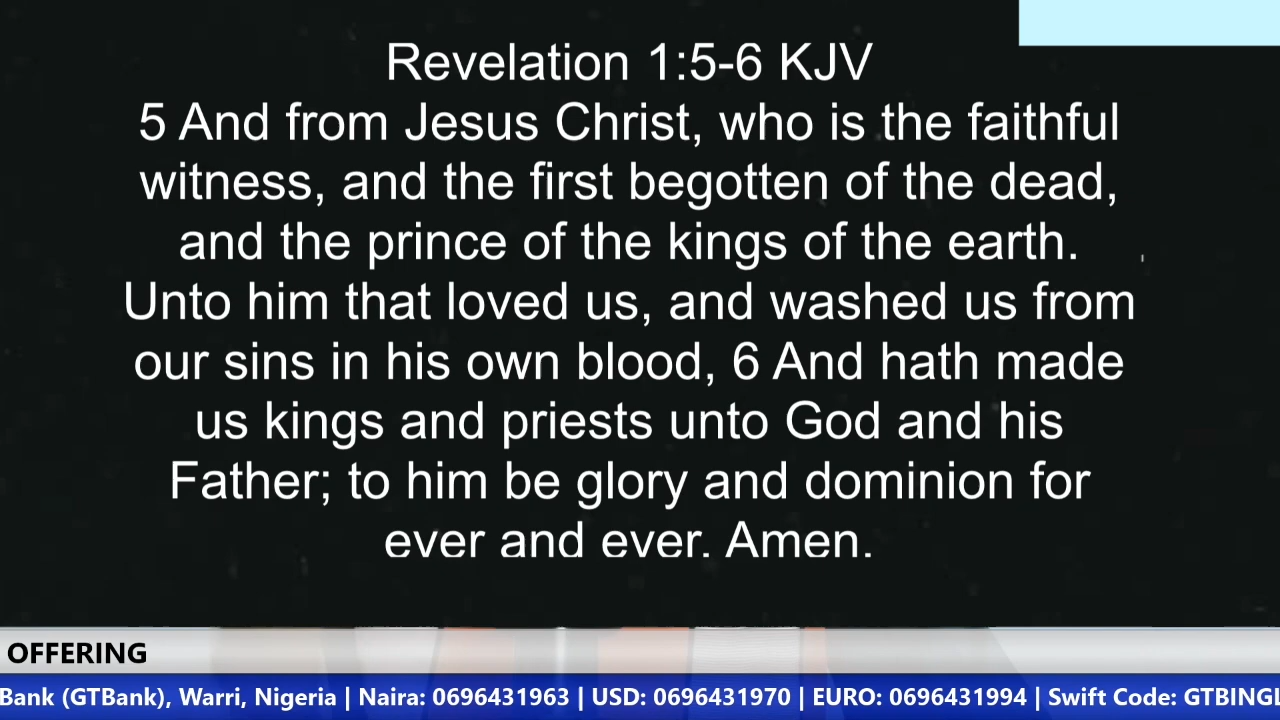 Revelation 1:5-6 KJV
5 And from Jesus Christ, who is the faithful
witness, and the first begotten of the dead,
and the prince of the kings of the earth.
Unto him that loved us, and washed us from
our sins in his own blood, 6 And hath made
us kings and priests unto God and his
Father; to him be glory and dominion for
ever and ever. Amen.
OFFERING
Bank (GTBank), Warri, Nigeria | Naira: 0696431963 | USD: 0696431970 | EURO: 0696431994 | Swift Code: